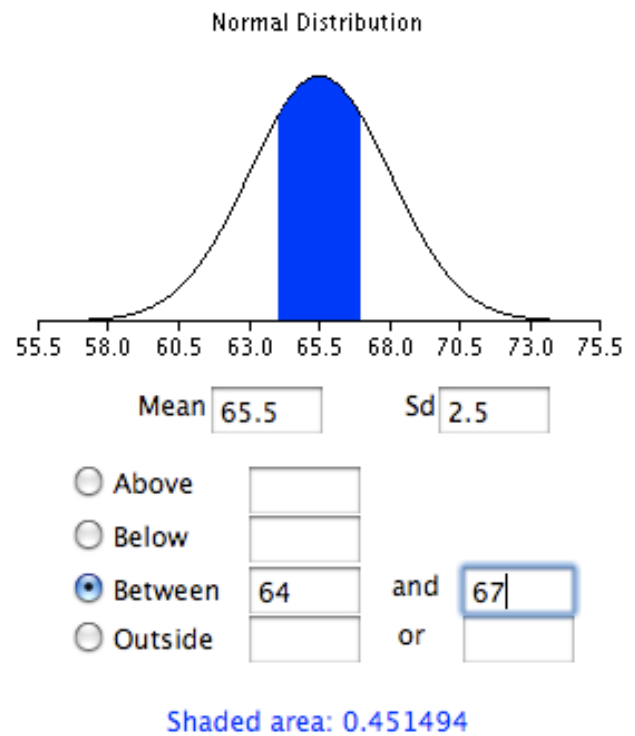 Normal Distribution
55.5 58.0 60.5 63.0 65.5 68.0 70.5 73.0 75.5
Mean 65.5 Sd 2.5
Above
Below
Between 64 and 67
Outside or
Shaded area: 0.451494